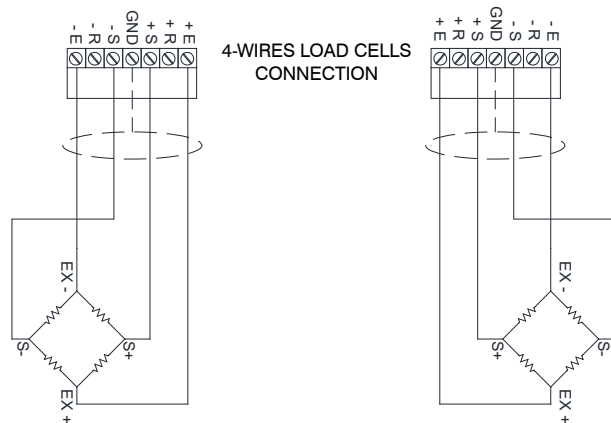 - E
- R
- S
GND
+ S
+ R
+ E
4-WIRES LOAD CELLS
CONNECTION
+ E
+ R
+ S
GND
- S
- R
- E
EX -
S-
S+
EX +
EX -
S+
S-
EX +